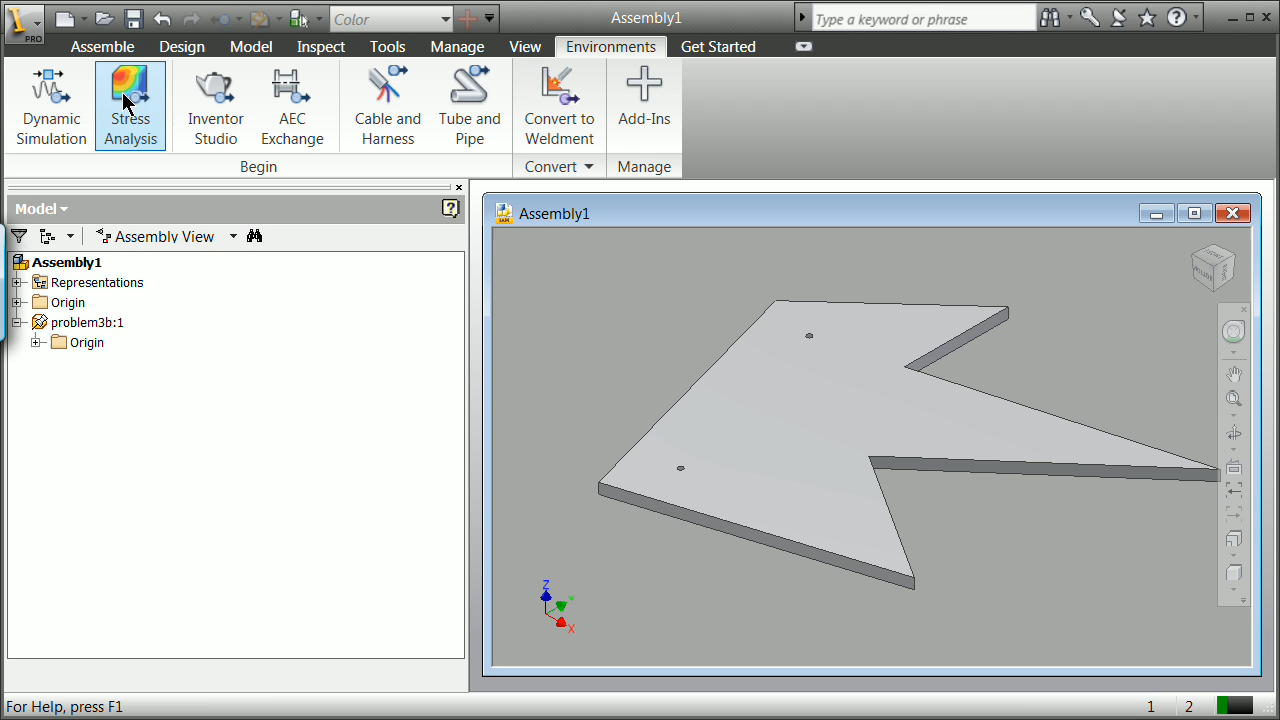 PRO
Color
Assembly1
Type a keyword or phrase
Assemble Design Model Inspect Tools Manage View Environments Get Started
Dynamic Simulation
Stress Analysis
Inventor Studio
AEC Exchange
Cable and Harness
Tube and Pipe
Convert to Weldment
Add-Ins
Begin
Convert
Manage
Model
Assembly View
Assembly1
Representations
Origin
problem3b:1
Origin
Assembly1
Z
Y
X
For Help, press F1
1 2